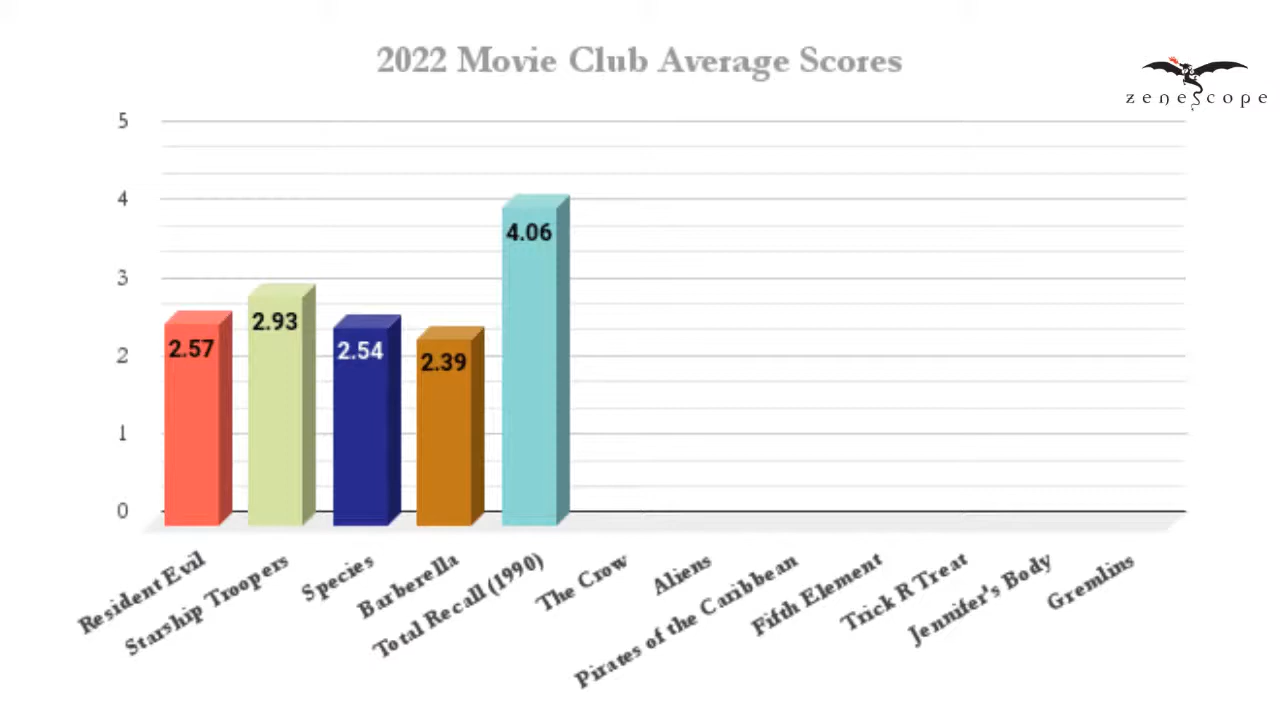 2022 Movie Club Average Scores
zenescope
5
4
3
2
1
0
2.57
2.93
2.54
2.39
4.06
Resident Evil
Starship Troopers
Species
Barberella
Total Recall (1990)
The Crow
Aliens
Pirates of the Caribbean
Fifth Element
Trick R Treat
Jennifer's Body
Gremlins